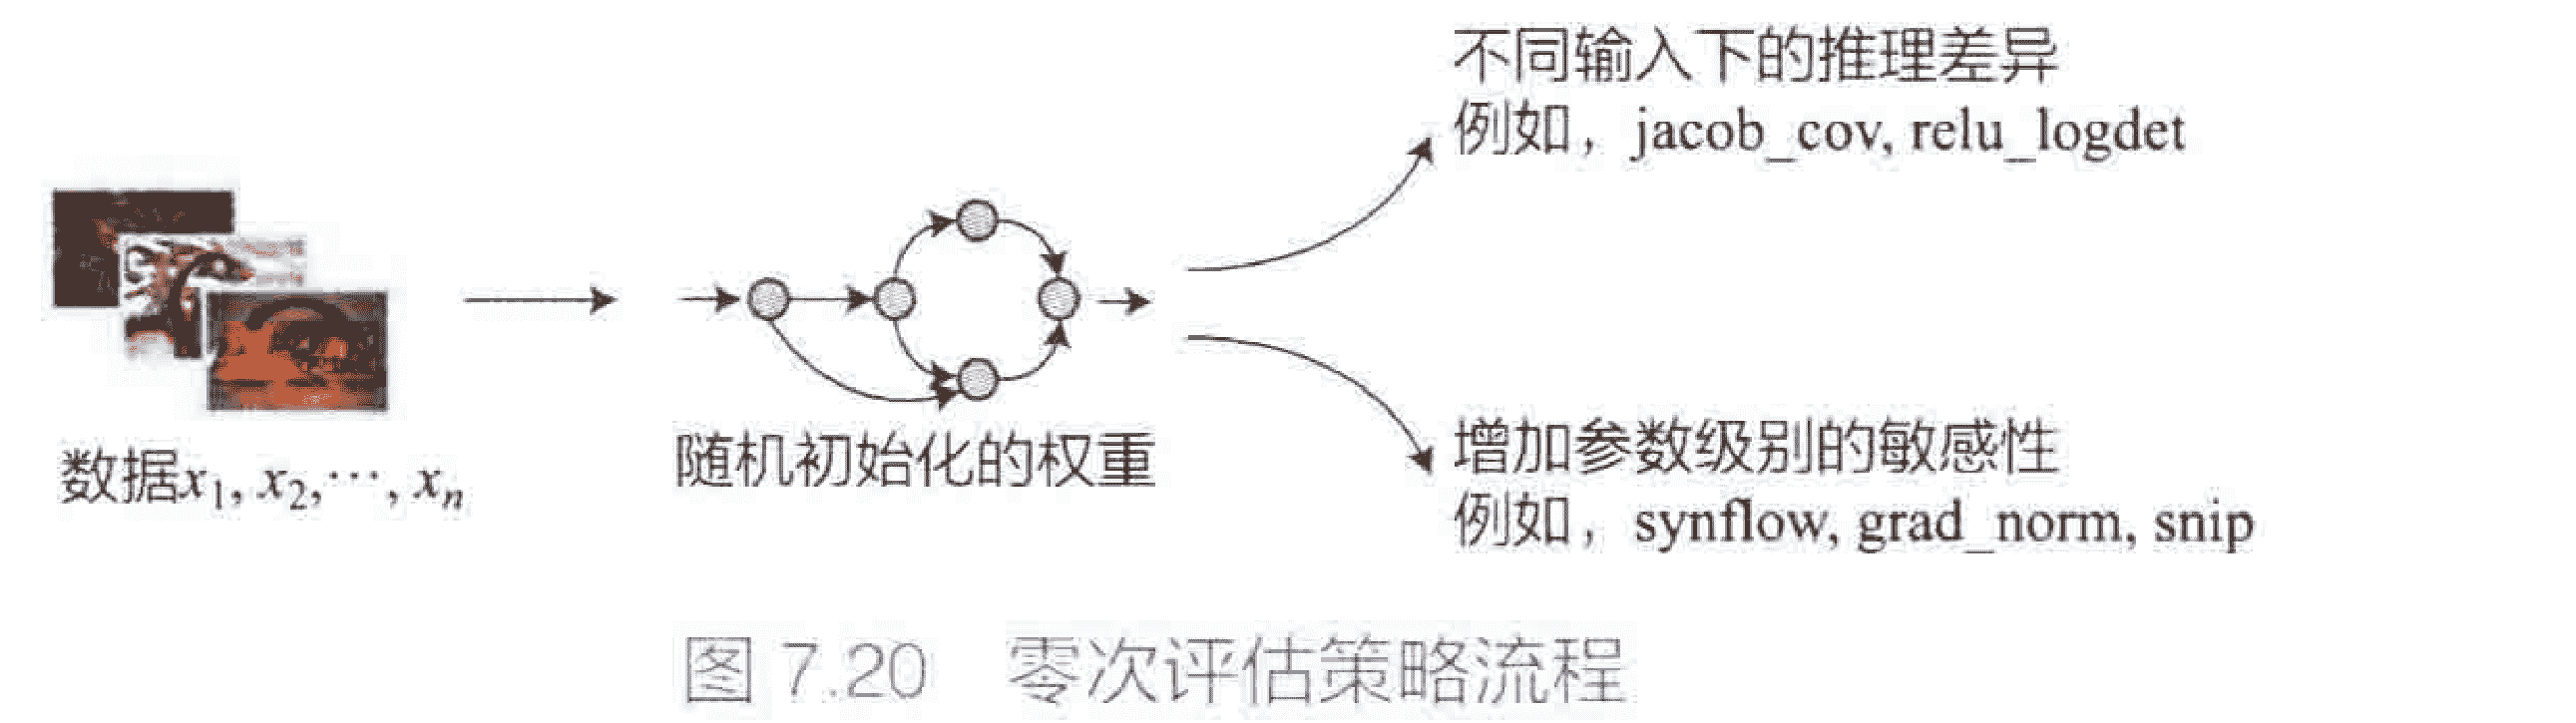 不同输入下的推理差异
例如，jacob_cov, relu_logdet
数据x₁, x₂,⋯, xₙ
随机初始化的权重
增加参数级别的敏感性
例如，synflow, grad_norm, snip
图 7.20 零次评估策略流程